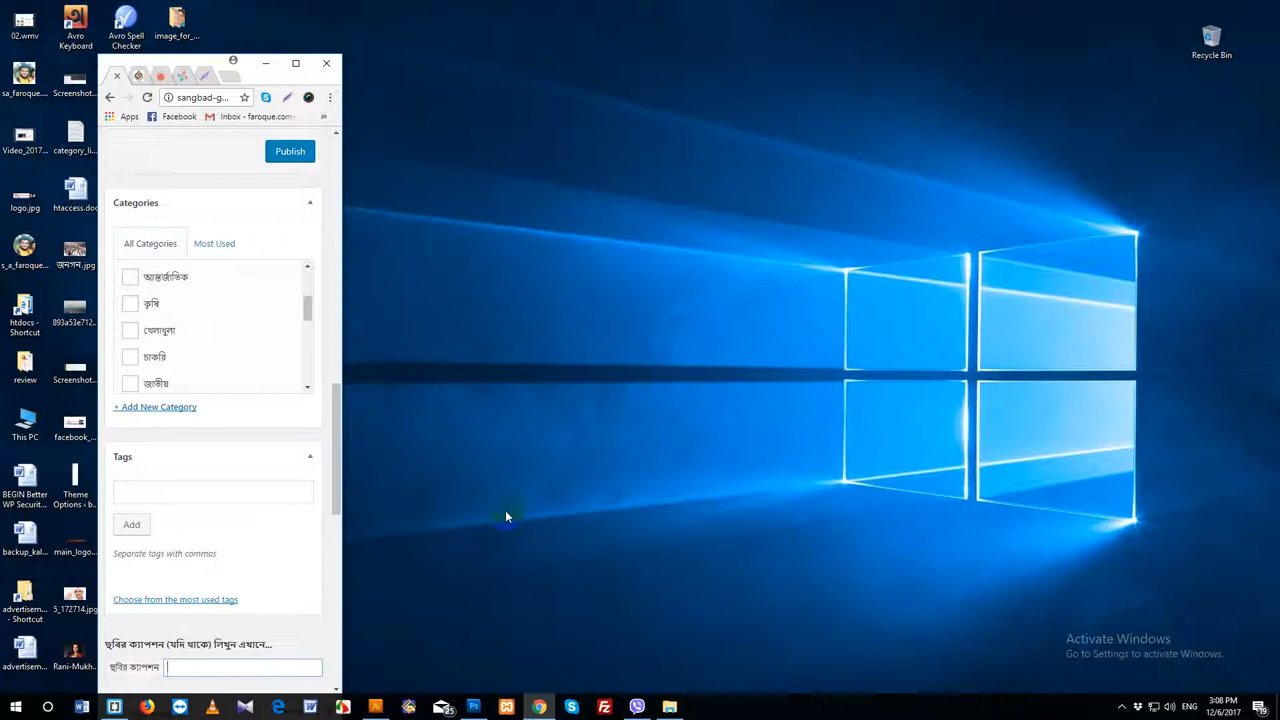 02.wmv
Avro
Keyboard
Avro Spell
Checker
image_for_...
Recycle Bin
sa_faroque...
Screenshot...
Video_2017...
category_li...
logo.jpg
htaccess.doc
s_a_faroque...
জনপন.jpg
htdocs -
Shortcut
893a53e712...
review
Screenshot...
This PC
facebook_...
BEGIN Better
WP Securit...
Theme
Options - b...
backup_kal...
main_logo...
advertisem...
- Shortcut
5_172714.jpg
advertisem...
Rani-Mukh...
sangbad-g...
Apps
Facebook
Inbox - faroque.com
»
Publish
Categories
All Categories
Most Used
আন্তর্জাতিক
কৃষি
খেলাধুলা
চাকরি
জাতীয়
+ Add New Category
Tags
Add
Separate tags with commas
Choose from the most used tags
ছবির ক্যাপশন (যদি থাকে) লিখুন এখানে...
ছবির ক্যাপশন
Activate Windows
Go to Settings to activate Windows.
3:08 PM
12/6/2017